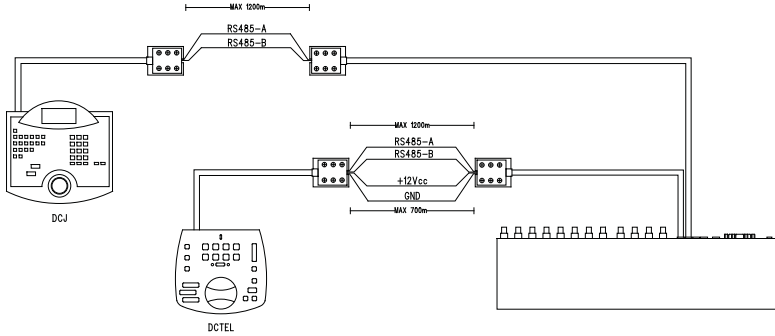 MAX 1200m
RS485-A
RS485-B
MAX 1200m
RS485-A
RS485-B
+12Vcc
GND
MAX 700m
DCJ
DCTEL